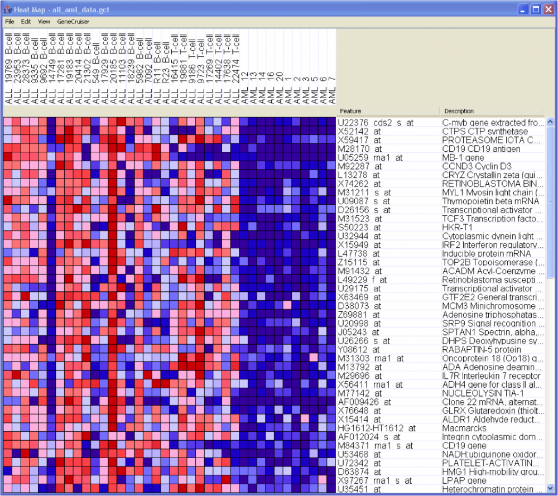 Heat Map - all_aml_data.gct
File Edit View GeneCruiser
ALL 19769 B-cell
ALL 23953 B-cell
ALL 28373 B-cell
ALL 9335 B-cell
ALL 9692 B-cell
ALL 14749 B-cell
ALL 17281 B-cell
ALL 19183 B-cell
ALL 20414 B-cell
ALL 21302 B-cell
ALL 549 B-cell
ALL 17929 B-cell
ALL 20185 B-cell
ALL 11103 B-cell
ALL 18239 B-cell
ALL 5982 B-cell
ALL 7092 B-cell
ALL R11 B-cell
ALL R23 B-cell
ALL 16415 T-cell
ALL 19881 T-cell
ALL 9186 T-cell
ALL 9723 T-cell
ALL 17269 T-cell
ALL 14402 T-cell
ALL 17638 T-cell
ALL 22474 T-cell
AML 12
AML 13
AML 14
AML 16
AML 20
AML 1
AML 2
AML 3
AML 5
AML 6
AML 7
Feature Description
U22376_cds2_s_at C-myb gene extracted fro...
X52142_at CTPS CTP synthetase
X59417_at PROTEASOME IOTA C...
M28170_at CD19 CD19 antigen
U05259_rna1_at MB-1 gene
M92287_at CCND3 Cyclin D3
L13278_at CRYZ Crystallin zeta (qui...
X74262_at RETINOBLASTOMA BIN...
M31211_s_at MYL1 Myosin light chain (...
U09087_s_at Thymopoietin beta mRNA
D26156_s_at Transcriptional activator ...
M31523_at TCF3 Transcription facto...
S50223_at HKR-T1
U32944_at Cytoplasmic dynein light ...
X15949_at IRF2 Interferon regulatory...
L47738_at Inducible protein mRNA
Z15115_at TOP2B Topoisomerase (...
M91432_at ACADM Acyl-Coenzyme ...
L49229_f_at Retinoblastoma suscepti...
U29175_at Transcriptional activator ...
X63469_at GTF2E2 General transcri...
D38073_at MCM3 Minichromosome ...
Z69881_at Adenosine triphosphatas...
U20998_at SRP9 Signal recognition ...
J05243_at SPTAN1 Spectrin, alpha...
U26266_s_at DHPS Deoxyhypusine sy...
Y08612_at RABAPTIN-5 protein
M31303_rna1_at Oncoprotein 18 (Op18) g...
M13792_at ADA Adenosine deamin...
M29696_at IL7R Interleukin 7 receptor
X56411_rna1_at ADH4 gene for class II al...
M77142_at NUCLEOLYSIN TIA-1
AF009426_at Clone 22 mRNA, alternat...
X76648_at GLRX Glutaredoxin (thiolt...
X15414_at ALDR1 Aldehyde reduct...
HG1612-HT1612_at Macmarcks
AF012024_s_at Integrin cytoplasmic dom...
M84371_rna1_s_at CD19 gene
U53468_at NADH:ubiquinone oxidor...
U72342_at PLATELET-ACTIVATIN...
D63874_at HMG1 High-mobility grou...
X97267_rna1_s_at LPAP gene
U35451_at Heterochromatin protein ...